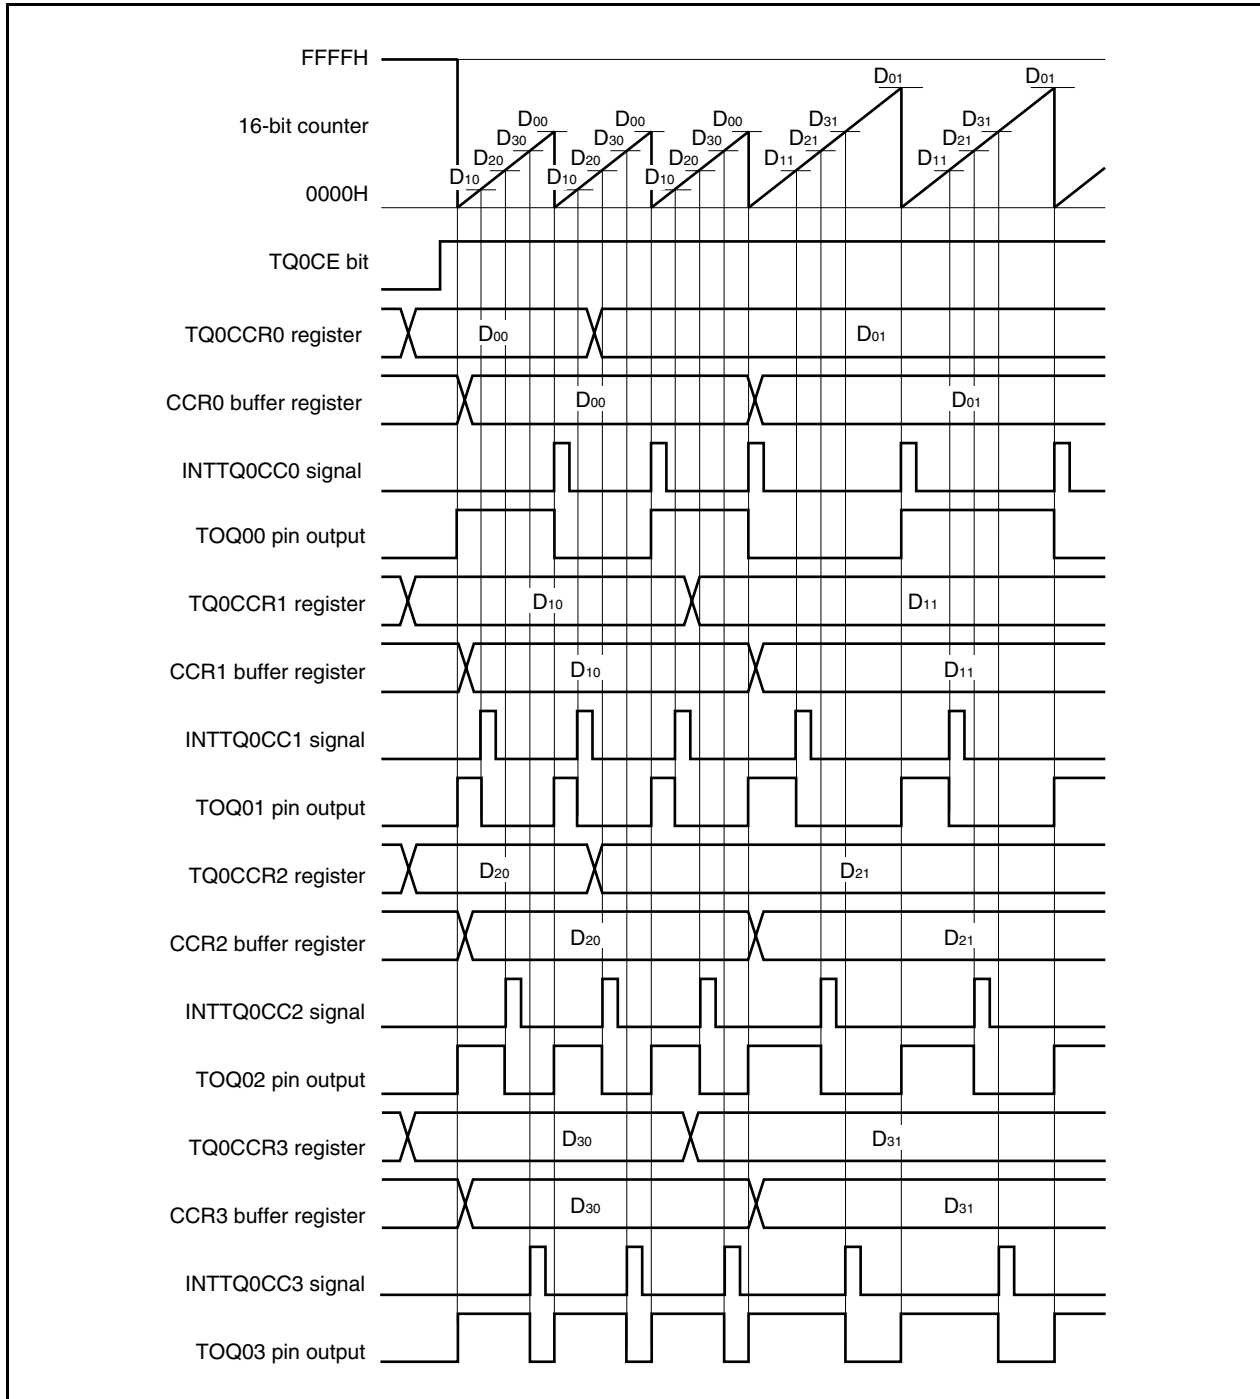 FFFFH
D01 D01
16-bit counter
D00 D00 D00 D31 D31
D30 D30 D30 D21 D21
D20 D20 D20 D11 D11
D10 D10 D10
0000H
TQ0CE bit
TQ0CCR0 register D00 D01
CCR0 buffer register D00 D01
INTTQ0CC0 signal
TOQ00 pin output
TQ0CCR1 register D10 D11
CCR1 buffer register D10 D11
INTTQ0CC1 signal
TOQ01 pin output
TQ0CCR2 register D20 D21
CCR2 buffer register D20 D21
INTTQ0CC2 signal
TOQ02 pin output
TQ0CCR3 register D30 D31
CCR3 buffer register D30 D31
INTTQ0CC3 signal
TOQ03 pin output